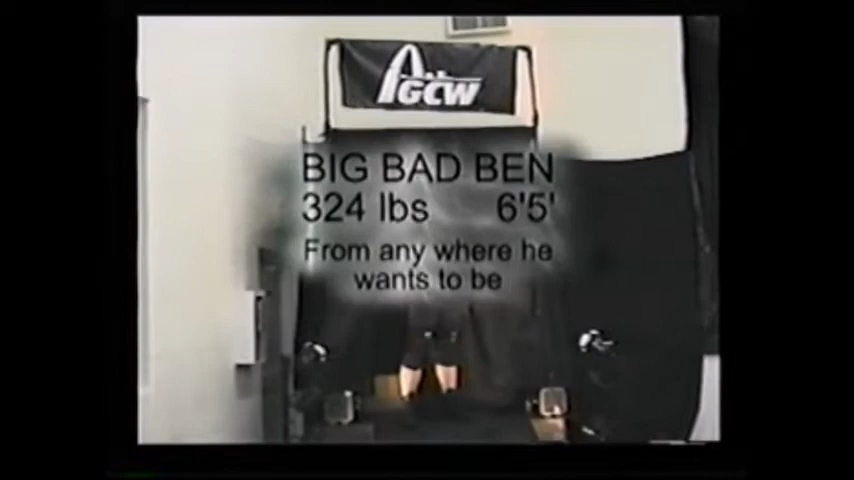 GCW
BIG BAD BEN
324 lbs 6'5'
From any where he
wants to be